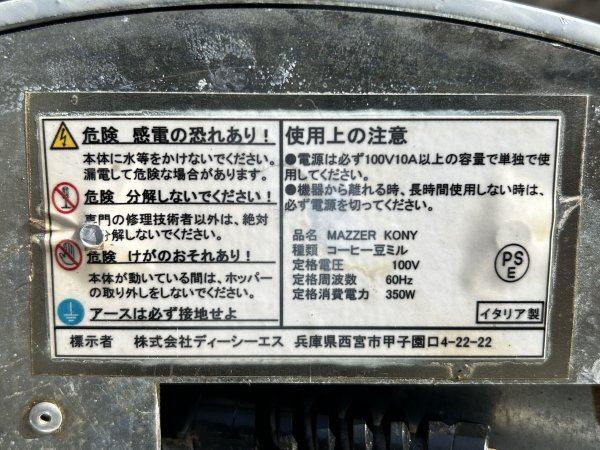 危険 感電の恐れあり！
本体に水等をかけないでください。
漏電して危険な場合があります。
危険 分解しないでください！
専門の修理技術者以外は、絶対
分解しないでください。
危険 けがのおそれあり！
本体が動いている間は、ホッパー
の取り外しをしないでください。
アースは必ず接地せよ
使用上の注意
●電源は必ず100V10A以上の容量で単独で使
用してください。
●機器から離れる時、長時間使用しない時は、
必ず電源を切ってください。
品名 MAZZER KONY
種類 コーヒー豆ミル
定格電圧 100V
定格周波数 60Hz
定格消費電力 350W
PS
E
イタリア製
標示者 株式会社ディーシーエス 兵庫県西宮市甲子園口4-22-22